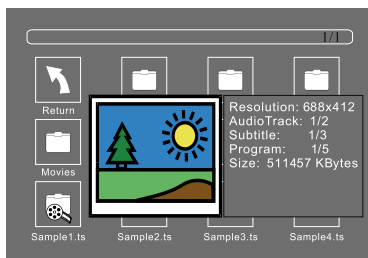 1/1
Return
Resolution: 688x412
AudioTrack: 1/2
Subtitle: 1/3
Program: 1/5
Size: 511457 KBytes
Movies
Sample1.ts
Sample2.ts
Sample3.ts
Sample4.ts